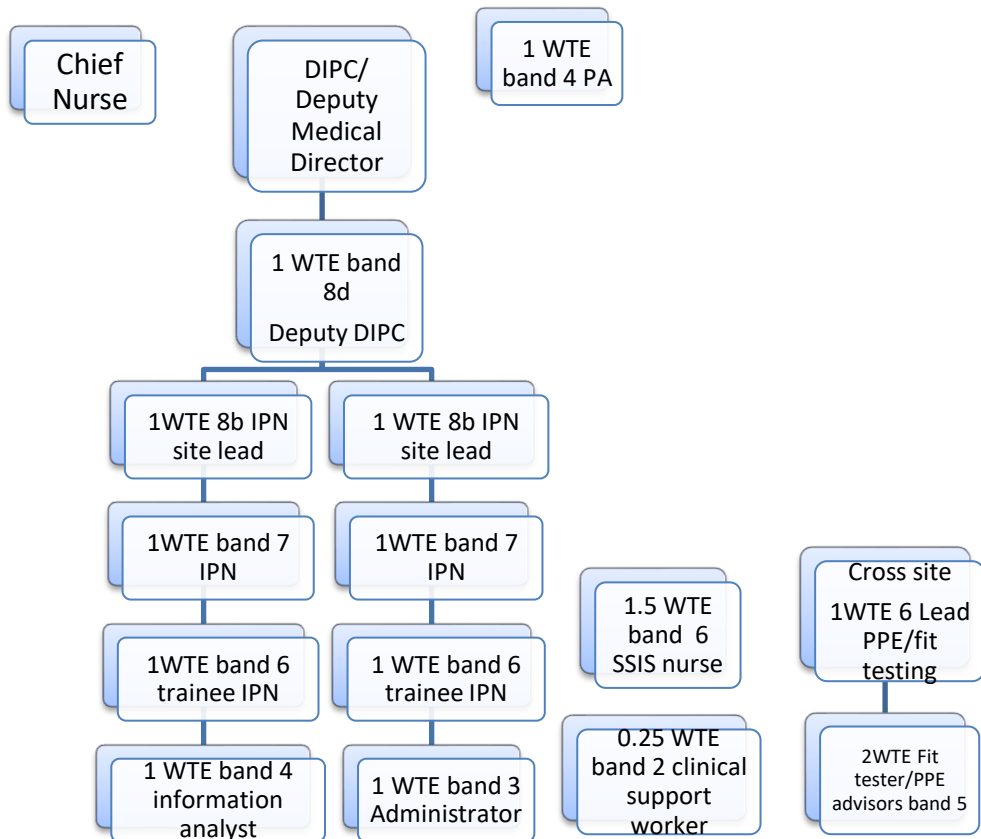 Chief
Nurse
DIPC/
Deputy
Medical
Director
1 WTE
band 4 PA
1 WTE band
8d
Deputy DIPC
1WTE 8b IPN
site lead
1 WTE 8b IPN
site lead
1WTE band 7
IPN
1WTE band 7
IPN
1WTE band 6
trainee IPN
1 WTE band 6
trainee IPN
1 WTE band 4
information
analyst
1 WTE band 3
Administrator
1.5 WTE
band 6
SSIS nurse
0.25 WTE
band 2 clinical
support
worker
Cross site
1WTE 6 Lead
PPE/fit
testing
2WTE Fit
tester/PPE
advisors band 5